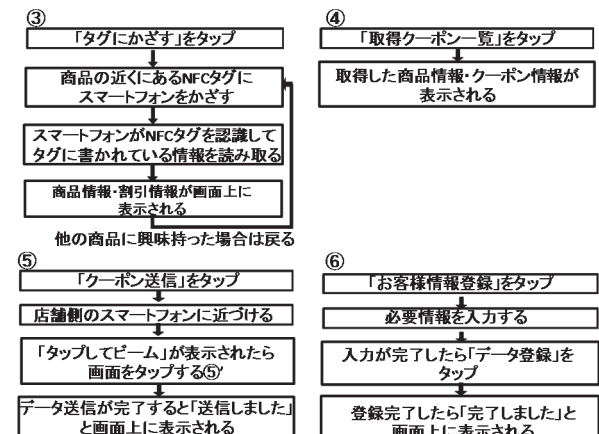 ③
「タグにかざす」をタップ
商品の近くにあるNFCタグに
スマートフォンをかざす
スマートフォンがNFCタグを認識して
タグに書かれている情報を読み取る
商品情報・割引情報が画面上に
表示される
他の商品に興味持った場合は戻る
④
「取得クーポン一覧」をタップ
取得した商品情報・クーポン情報が
表示される
⑤
「クーポン送信」をタップ
店舗側のスマートフォンに近づける
「タップしてビーム」が表示されたら
画面をタップする⑤’
データ送信が完了すると「送信しました」
と画面上に表示される
⑥
「お客様情報登録」をタップ
必要情報を入力する
入力が完了したら「データ登録」を
タップ
登録完了したら「完了しました」と
画面上に表示される